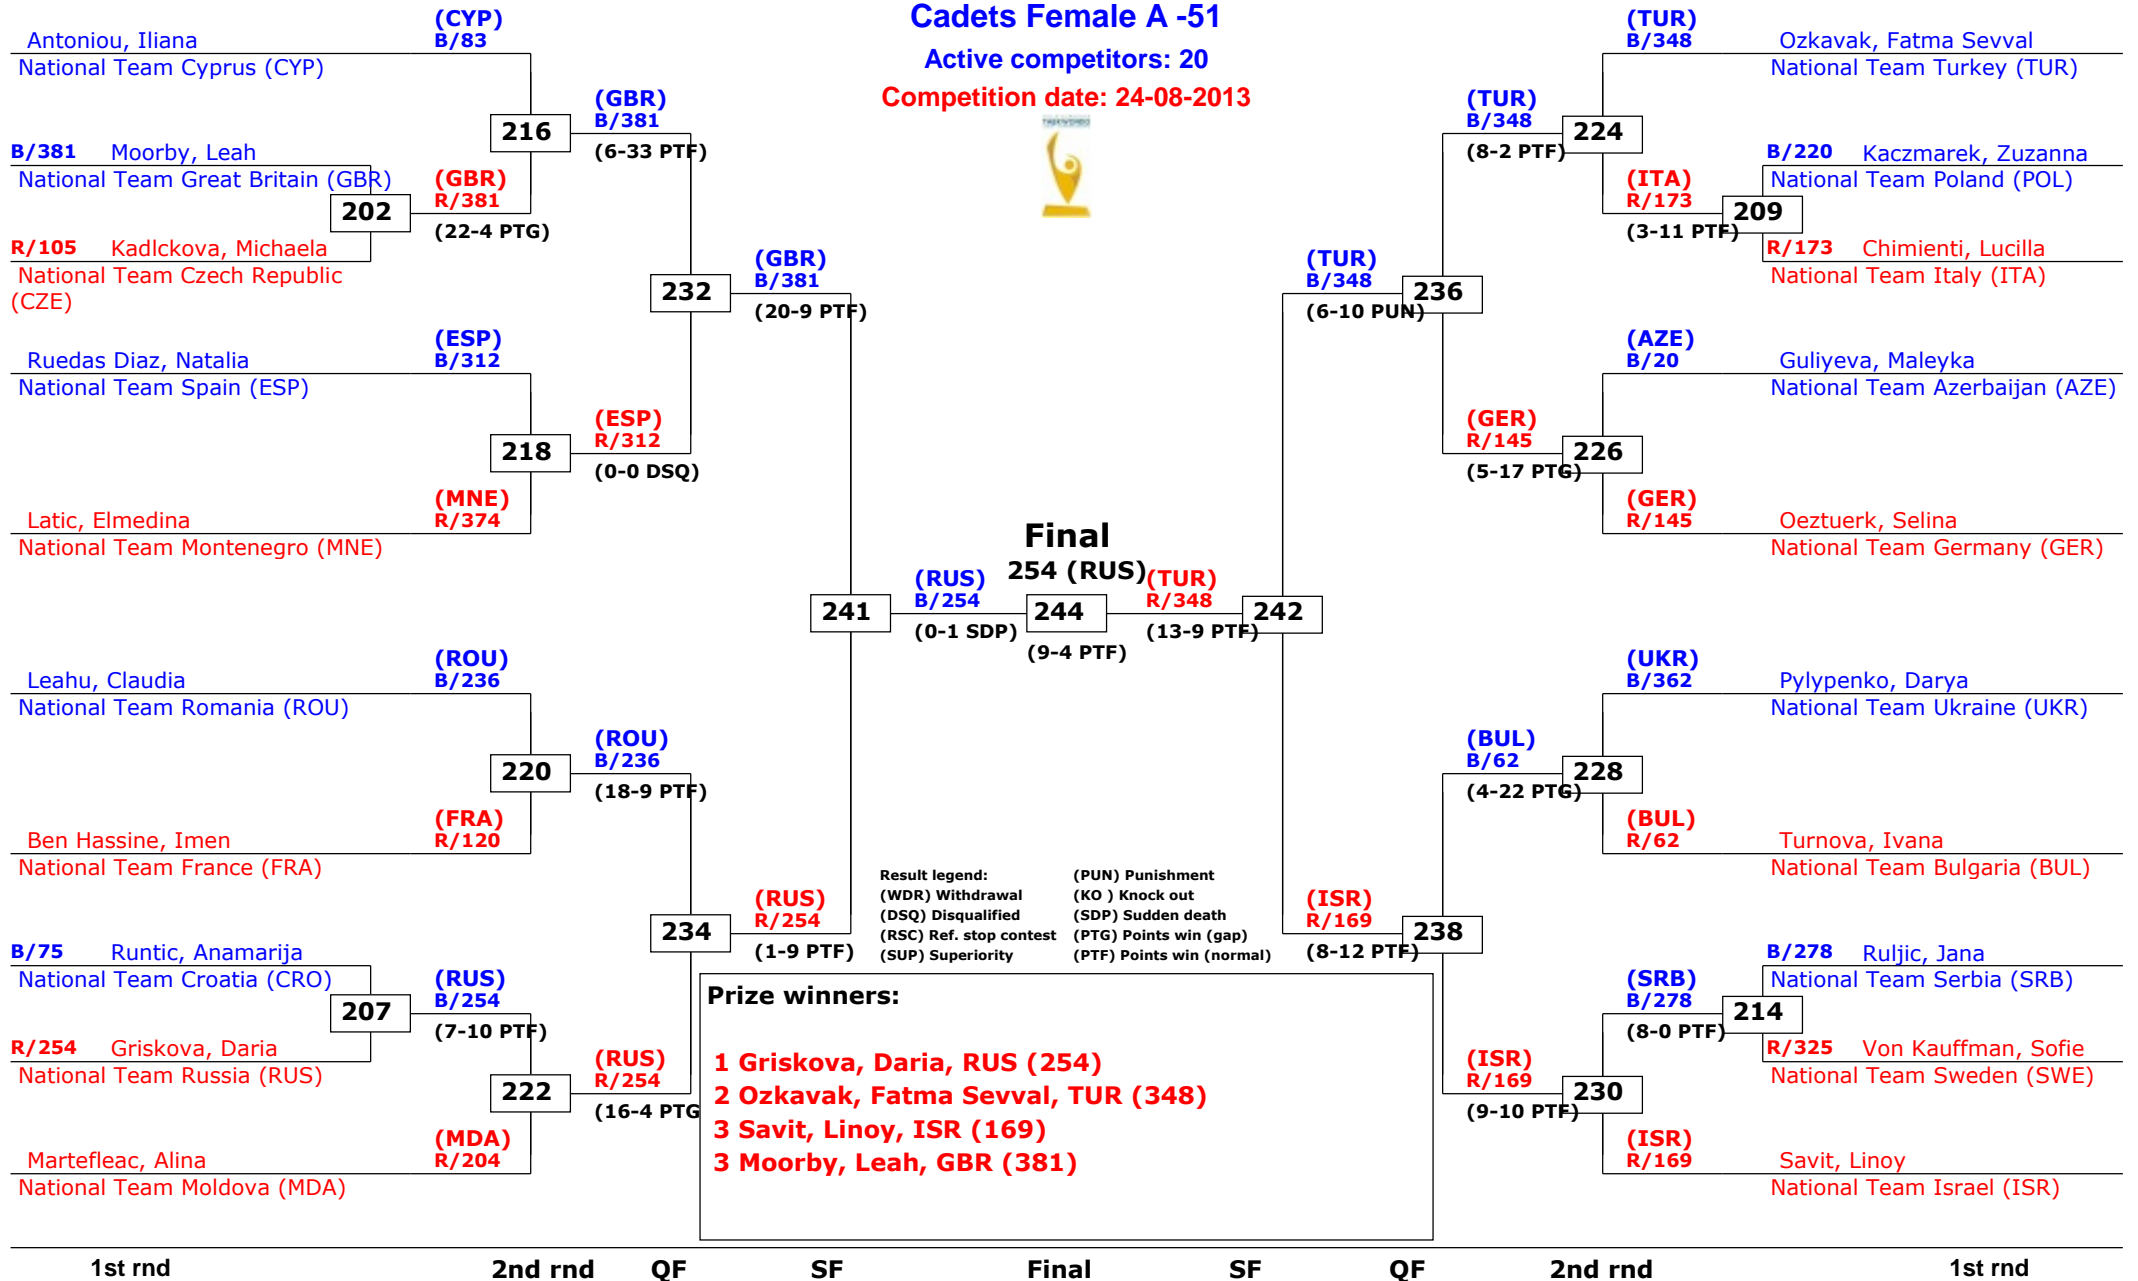 Cadets Female A -51
Active competitors: 20
Competition date: 24-08-2013
TAEKWONDO
Antoniou, Iliana
National Team Cyprus (CYP)
(CYP)
B/83
B/381 Moorby, Leah
National Team Great Britain (GBR)
202
R/105 Kadlckova, Michaela
National Team Czech Republic
(CZE)
(GBR)
R/381
(22-4 PTG)
216
(GBR)
B/381
(6-33 PTF)
Ruedas Diaz, Natalia
National Team Spain (ESP)
(ESP)
B/312
218
Latic, Elmedina
National Team Montenegro (MNE)
(MNE)
R/374
(ESP)
R/312
(0-0 DSQ)
232
(GBR)
B/381
(20-9 PTF)
Leahu, Claudia
National Team Romania (ROU)
(ROU)
B/236
220
Ben Hassine, Imen
National Team France (FRA)
(FRA)
R/120
(ROU)
B/236
(18-9 PTF)
B/75 Runtic, Anamarija
National Team Croatia (CRO)
207
R/254 Griskova, Daria
National Team Russia (RUS)
(RUS)
B/254
(7-10 PTF)
222
Martefleac, Alina
National Team Moldova (MDA)
(MDA)
R/204
(RUS)
R/254
(16-4 PTG
234
(RUS)
R/254
(1-9 PTF)
241
(RUS)
B/254
(0-1 SDP)
Final
254 (RUS)
244
(9-4 PTF)
(TUR)
R/348
(13-9 PTF)
242
(TUR)
B/348
(6-10 PUN)
236
(TUR)
B/348
(8-2 PTF)
224
(TUR)
B/348
Ozkavak, Fatma Sevval
National Team Turkey (TUR)
(ITA)
R/173
(3-11 PTF)
209
B/220 Kaczmarek, Zuzanna
National Team Poland (POL)
R/173 Chimienti, Lucilla
National Team Italy (ITA)
(GER)
R/145
(5-17 PTG)
226
(AZE)
B/20
Guliyeva, Maleyka
National Team Azerbaijan (AZE)
(GER)
R/145
Oeztuerk, Selina
National Team Germany (GER)
(ISR)
R/169
(8-12 PTF)
238
(BUL)
B/62
(4-22 PTG)
228
(UKR)
B/362
Pylypenko, Darya
National Team Ukraine (UKR)
(BUL)
R/62
Turnova, Ivana
National Team Bulgaria (BUL)
(ISR)
R/169
(9-10 PTF)
230
(SRB)
B/278
(8-0 PTF)
214
B/278 Ruljic, Jana
National Team Serbia (SRB)
R/325 Von Kauffman, Sofie
National Team Sweden (SWE)
(ISR)
R/169
Savit, Linoy
National Team Israel (ISR)
Result legend: (PUN) Punishment
(WDR) Withdrawal (KO ) Knock out
(DSQ) Disqualified (SDP) Sudden death
(RSC) Ref. stop contest (PTG) Points win (gap)
(SUP) Superiority (PTF) Points win (normal)
Prize winners:
1 Griskova, Daria, RUS (254)
2 Ozkavak, Fatma Sevval, TUR (348)
3 Savit, Linoy, ISR (169)
3 Moorby, Leah, GBR (381)
1st rnd 2nd rnd QF SF Final SF QF 2nd rnd 1st rnd